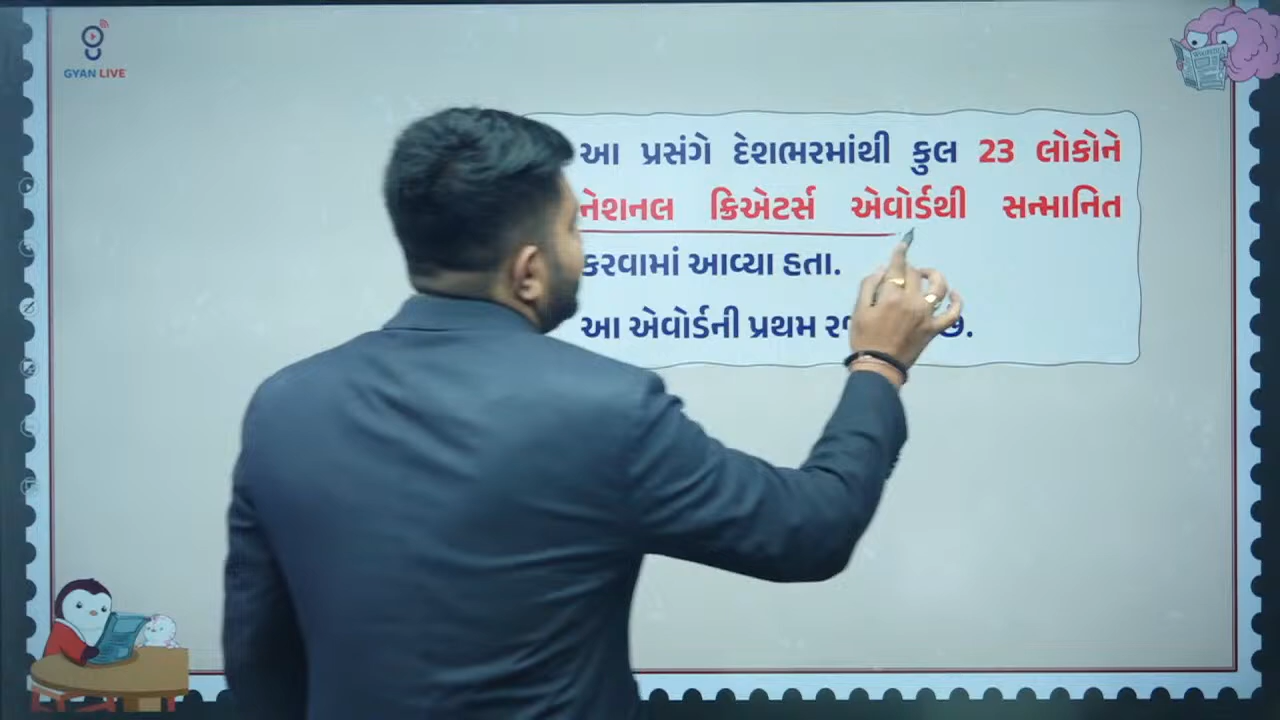 GYAN LIVE
આ પ્રસંગે દેશભરમાંથી કુલ 23 લોકોને
નેશનલ ક્રિએટર્સ એવોર્ડથી સન્માનિત
કરવામાં આવ્યા હતા.
આ એવોર્ડની પ્રથમ